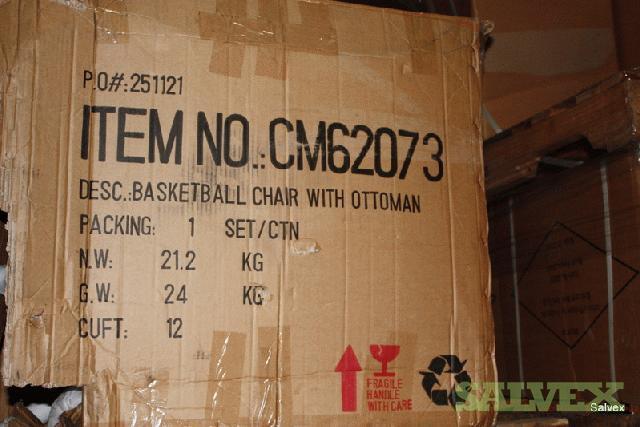 P.O#:251121
ITEM NO.:CM62073
DESC.:BASKETBALL CHAIR WITH OTTOMAN
PACKING: 1 SET/CTN
N.W: 21.2 KG
G.W: 24 KG
CUFT: 12
FRAGILE
HANDLE
WITH CARE
SALVEX
Salvex